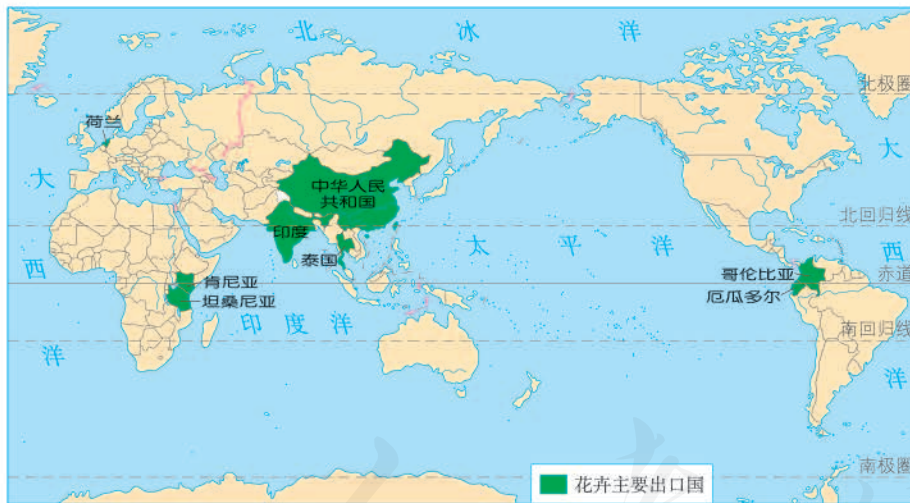 北冰洋
北极圈
荷兰
大
大
中华人民
共和国
北回归线
印度
太平洋
西
西
泰国
哥伦比亚
赤道
肯尼亚
坦桑尼亚
厄瓜多尔
印度洋
南回归线
洋
洋
南极圈
花卉主要出口国